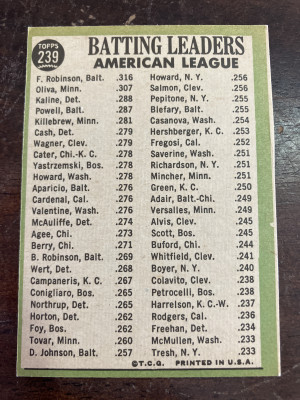 TOPPS
239
BATTING LEADERS
AMERICAN LEAGUE
F. Robinson, Balt. .316
Oliva, Minn. .307
Kaline, Det. .288
Powell, Balt. .287
Killebrew, Minn. .281
Cash, Det. .279
Wagner, Clev. .279
Cater, Chi.-K. C. .278
Yastrzemski, Bos. .278
Howard, Wash. .278
Aparicio, Balt. .276
Cardenal, Cal. .276
Valentine, Wash. .276
McAuliffe, Det. .274
Agee, Chi. .273
Berry, Chi. .271
B. Robinson, Balt. .269
Wert, Det. .268
Campaneris, K. C. .267
Conigliaro, Bos. .265
Northrup, Det. .265
Horton, Det. .262
Foy, Bos. .262
Tovar, Minn. .260
D. Johnson, Balt. .257
Howard, N. Y. .256
Salmon, Clev. .256
Pepitone, N. Y. .255
Blefary, Balt. .255
Casanova, Wash. .254
Hershberger, K. C. .253
Fregosi, Cal. .252
Saverine, Wash. .251
Richardson, N. Y. .251
Mincher, Minn. .251
Green, K. C. .250
Adair, Balt.-Chi. .249
Versalles, Minn. .249
Alvis, Clev. .245
Scott, Bos. .245
Buford, Chi. .244
Whitfield, Clev. .241
Boyer, N. Y. .240
Colavito, Clev. .238
Petrocelli, Bos. .238
Harrelson, K. C.-W. .237
Rodgers, Cal. .236
Freehan, Det. .234
McMullen, Wash. .233
Tresh, N. Y. .233
© T.C.G. PRINTED IN U.S.A.